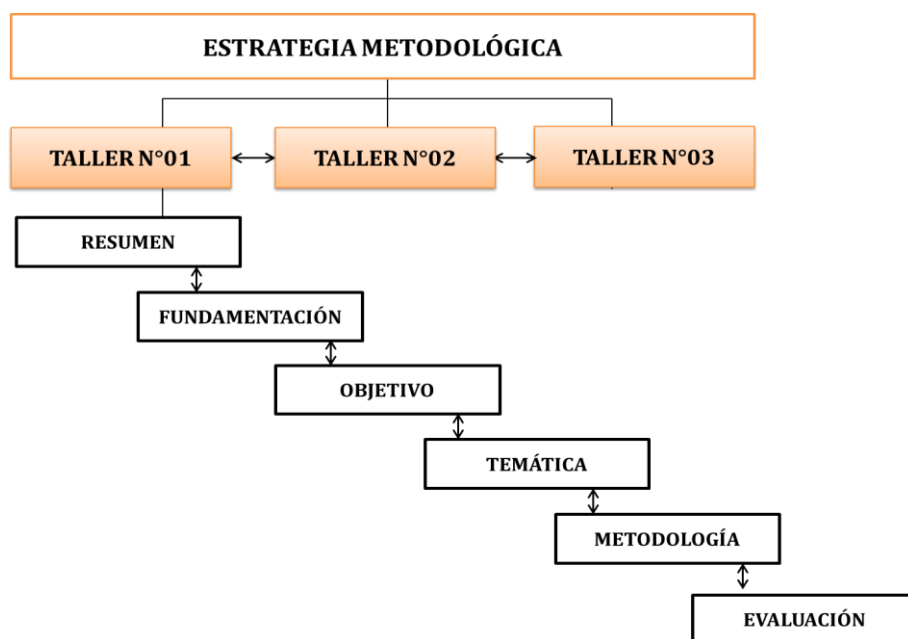 ESTRATEGIA METODOLÓGICA
TALLER N°01
TALLER N°02
TALLER N°03
RESUMEN
FUNDAMENTACIÓN
OBJETIVO
TEMÁTICA
METODOLOGÍA
EVALUACIÓN